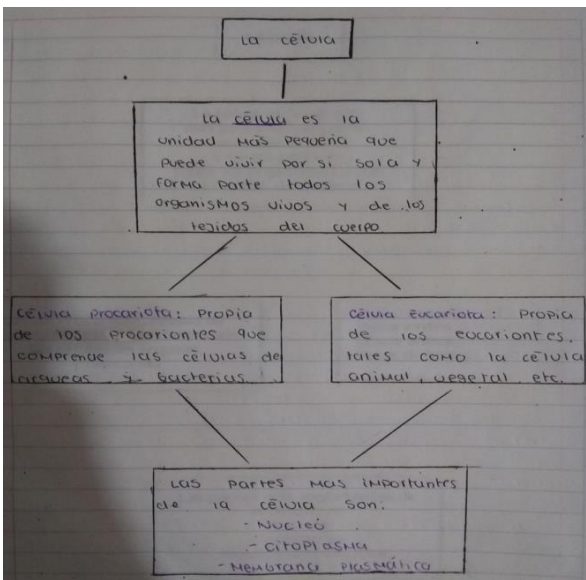 La célula
La célula es la
unidad más pequeña que
puede vivir por si sola y
forma parte todos los
organismos vivos y de los
tejidos del cuerpo
Célula procariota: Propia
de los procariontes que
comprende las células de
arqueas y bacterias.
Célula eucariota: Propia
de los eucariontes,
tales como la célula
animal, vegetal, etc.
Las partes mas importantes
de la célula son:
- Nucleó
- Citoplasma
- Membrana plasmática